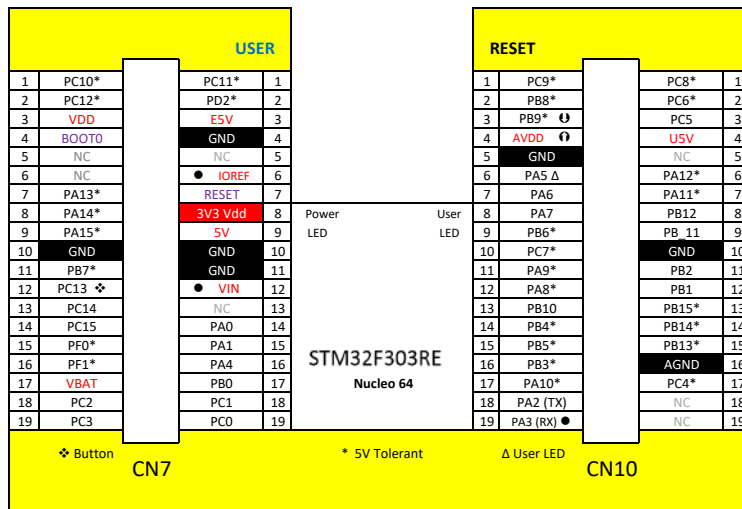 USER RESET
1 PC10* PC11* 1 1 PC9* PC8* 1
2 PC12* PD2* 2 2 PB8* PC6* 2
3 VDD E5V 3 3 PB9* PC5 3
4 BOOT0 GND 4 4 AVDD U5V 4
5 NC NC 5 5 GND NC 5
6 NC ● IOREF 6 6 PA5 Δ PA12* 6
7 PA13* RESET 7 7 PA6 PA11* 7
8 PA14* 3V3 Vdd 8 Power User 8 PA7 PB12 8
9 PA15* 5V 9 LED LED 9 PB6* PB_11 9
10 GND GND 10 10 PC7* GND 10
11 PB7* GND 11 11 PA9* PB2 11
12 PC13 ❖ ● VIN 12 12 PA8* PB1 12
13 PC14 NC 13 13 PB10 PB15* 13
14 PC15 PA0 14 14 PB4* PB14* 14
15 PF0* PA1 15 15 PB5* PB13* 15
16 PF1* PA4 16 STM32F303RE 16 PB3* AGND 16
17 VBAT PB0 17 Nucleo 64 17 PA10* PC4* 17
18 PC2 PC1 18 18 PA2 (TX) NC 18
19 PC3 PC0 19 19 PA3 (RX) ● NC 19
❖ Button * 5V Tolerant Δ User LED
CN7 CN10